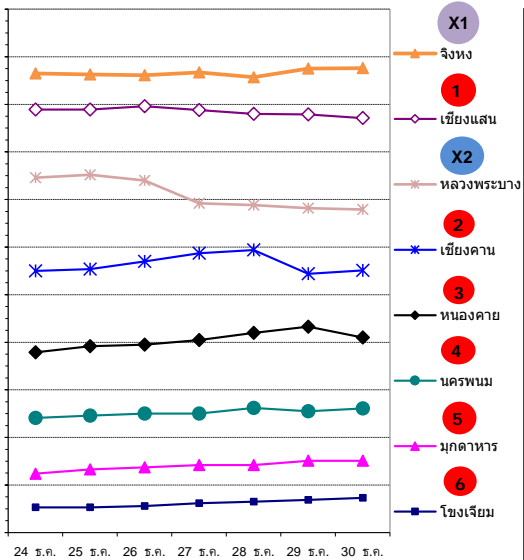 X1
จิงหง
1
เชียงแสน
X2
หลวงพระบาง
2
เชียงคาน
3
หนองคาย
4
นครพนม
5
มุกดาหาร
6
โขงเจียม
24 ธ.ค. 25 ธ.ค. 26 ธ.ค. 27 ธ.ค. 28 ธ.ค. 29 ธ.ค. 30 ธ.ค.